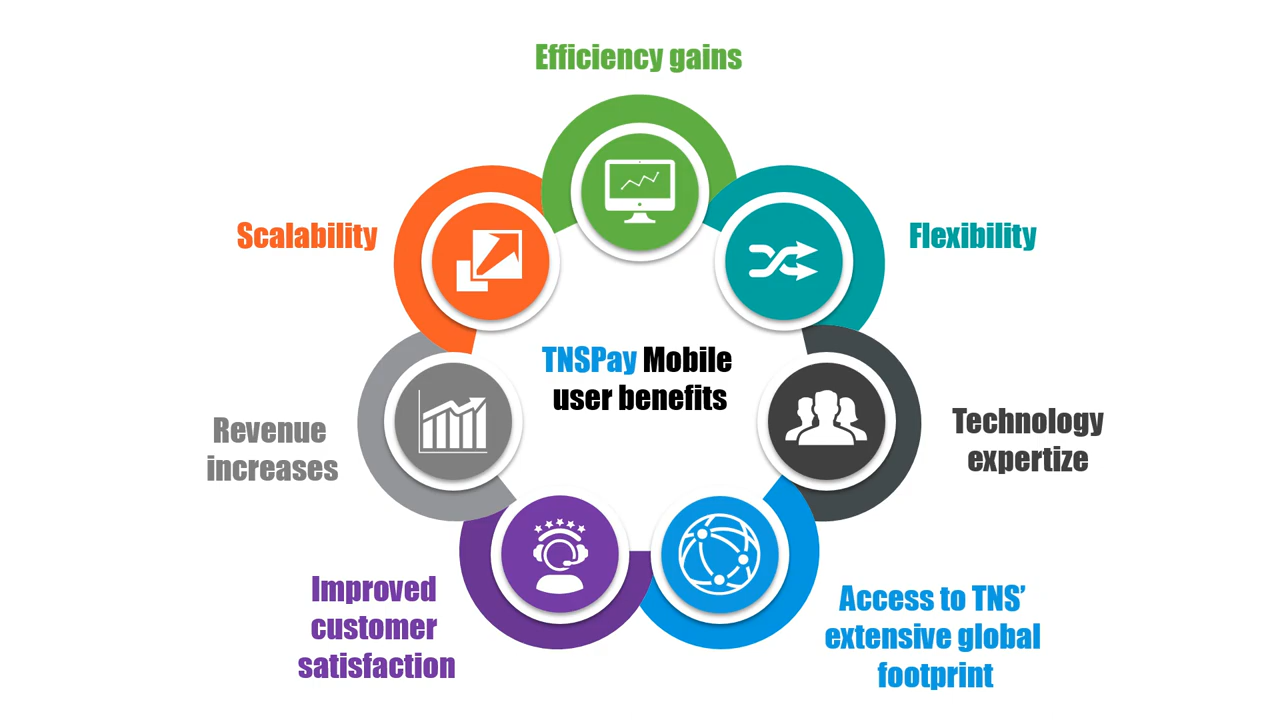 Efficiency gains
Scalability
Flexibility
TNSPay Mobile
user benefits
Revenue
increases
Technology
expertize
Improved
customer
satisfaction
Access to TNS’
extensive global
footprint